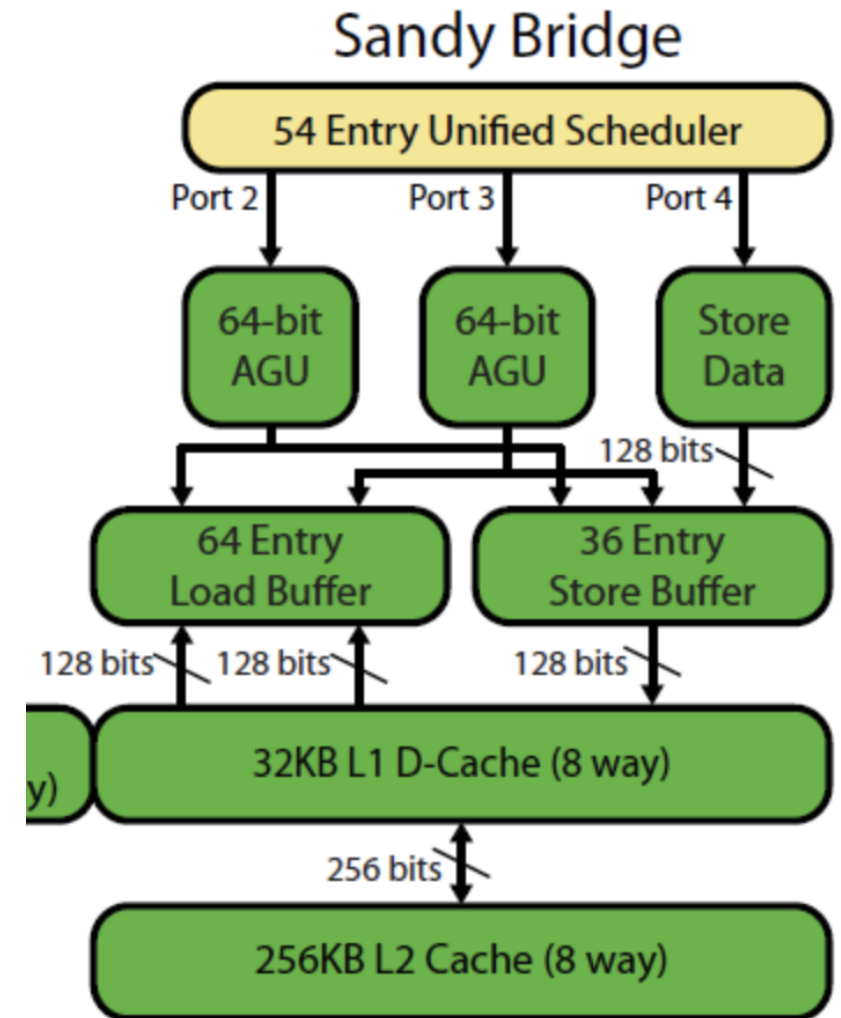 Sandy Bridge
54 Entry Unified Scheduler
Port 2
Port 3
Port 4
64-bit
AGU
64-bit
AGU
Store
Data
128 bits
64 Entry
Load Buffer
36 Entry
Store Buffer
128 bits
128 bits
128 bits
y)
32KB L1 D-Cache (8 way)
256 bits
256KB L2 Cache (8 way)